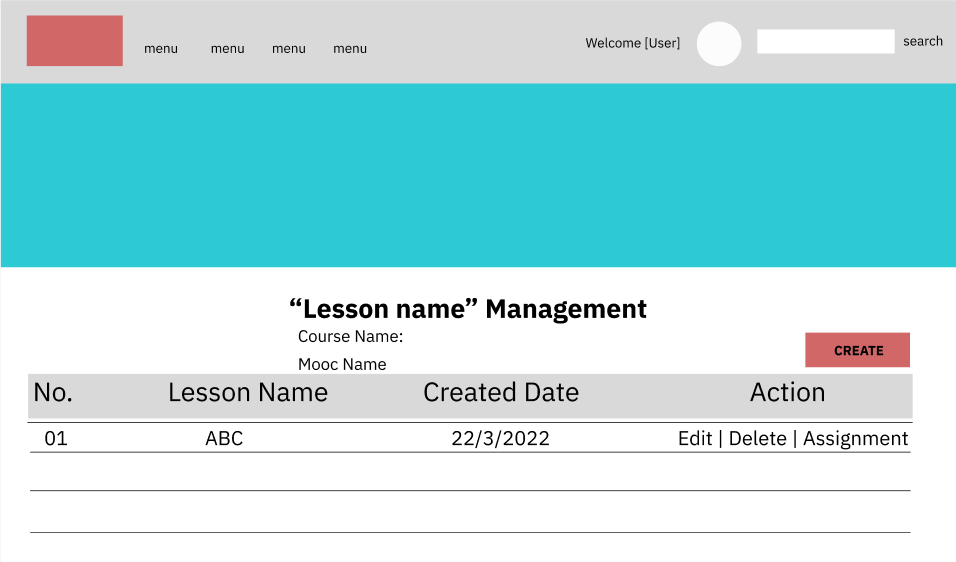 menu menu menu menu Welcome [User] search
“Lesson name” Management
Course Name:
CREATE
Mooc Name
No. Lesson Name Created Date Action
01 ABC 22/3/2022 Edit | Delete | Assignment